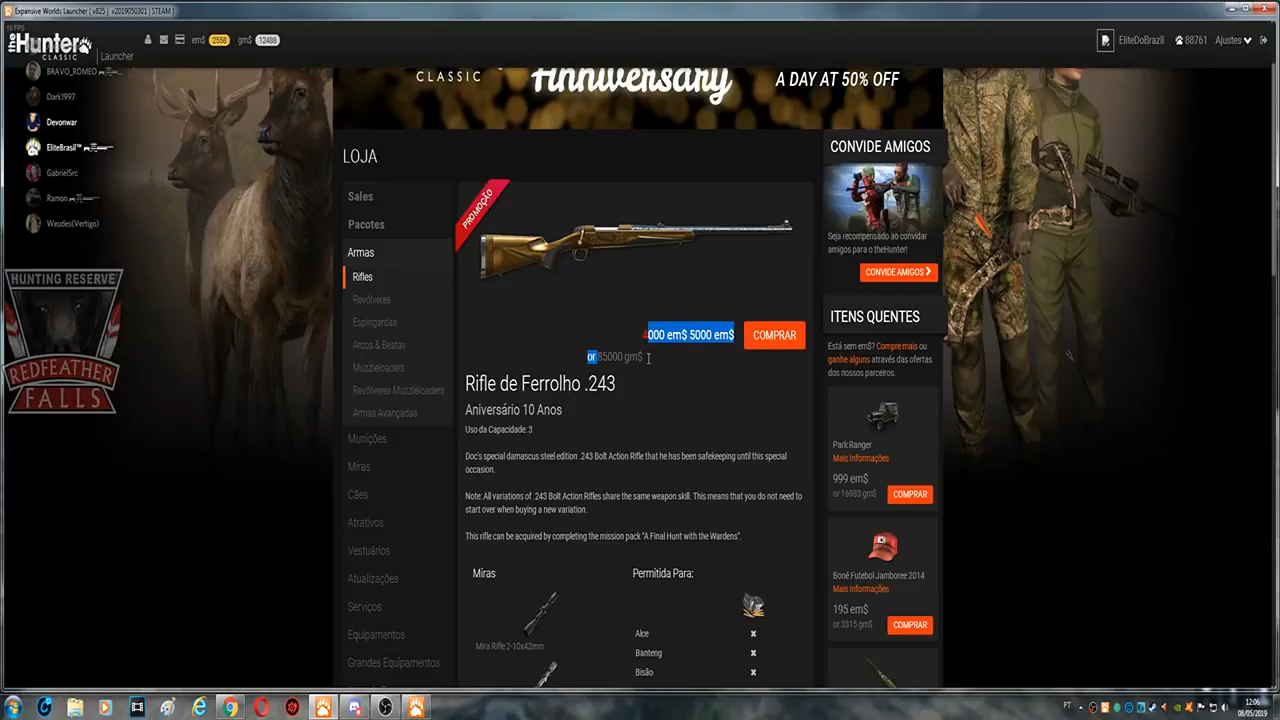 Expansive Worlds Launcher ( v825 | v2019050301 | STEAM )
theHunter
CLASSIC
Launcher
em$ 2558 gm$ 12488
EliteDoBrazil 88761 Ajustes
BRAVO_ROMEO
Dark1997
Devonwar
EliteBrasil™
GabrielSrc
Ramon
Weudes(Vertigo)
HUNTING RESERVE
REDFEATHER
FALLS
CLASSIC Anniversary A DAY AT 50% OFF
LOJA
Sales
Pacotes
Armas
Rifles
Revólveres
Espingardas
Arcos & Bestas
Muzzleloaders
Revólveres Muzzleloaders
Armas Avançadas
Munições
Miras
Cães
Atrativos
Vestuários
Atualizações
Serviços
Equipamentos
Grandes Equipamentos
PROMOÇÃO
4000 em$ 5000 em$ COMPRAR
or 85000 gm$
Rifle de Ferrolho .243
Aniversário 10 Anos
Uso da Capacidade: 3
Doc's special damascus steel edition .243 Bolt Action Rifle that he has been safekeeping until this special
occasion.
Note: All variations of .243 Bolt Action Rifles share the same weapon skill. This means that you do not need to
start over when buying a new variation.
This rifle can be acquired by completing the mission pack "A Final Hunt with the Wardens".
Miras
Mira Rifle 2-10x42mm
Permitida Para:
Alce
Banteng
Bisão
CONVIDE AMIGOS
Seja recompensado ao convidar
amigos para o theHunter!
CONVIDE AMIGOS
ITENS QUENTES
Está sem em$? Compre mais ou
ganhe alguns através das ofertas
dos nossos parceiros.
Park Ranger
Mais Informações
999 em$
or 16983 gm$
COMPRAR
Boné Futebol Jamboree 2014
Mais Informações
195 em$
or 3315 gm$
COMPRAR
PT
12:06
08/05/2019